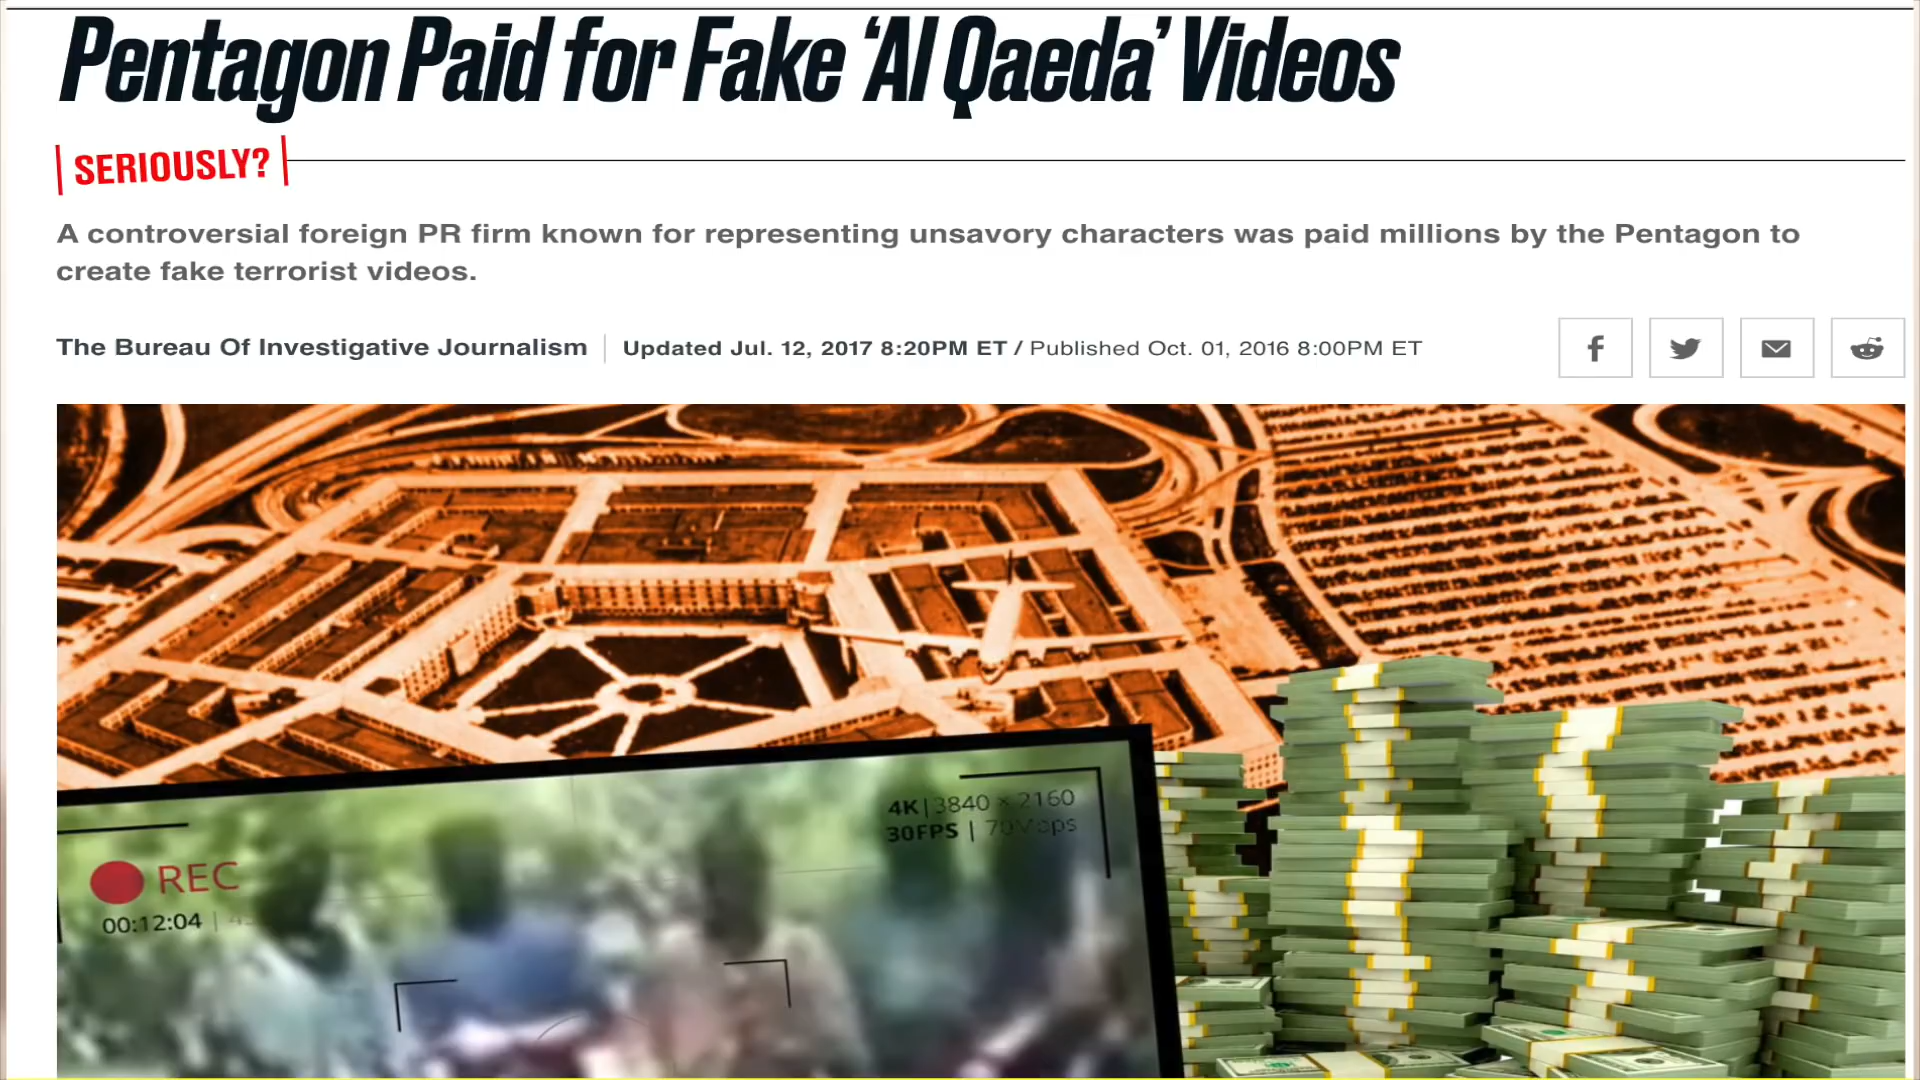 Pentagon Paid for Fake ‘Al Qaeda’ Videos
SERIOUSLY?
A controversial foreign PR firm known for representing unsavory characters was paid millions by the Pentagon to
create fake terrorist videos.
The Bureau Of Investigative Journalism
Updated Jul. 12, 2017 8:20PM ET / Published Oct. 01, 2016 8:00PM ET
4K | 3840 × 2160
30FPS | 70Mbps
REC
00:12:04 |